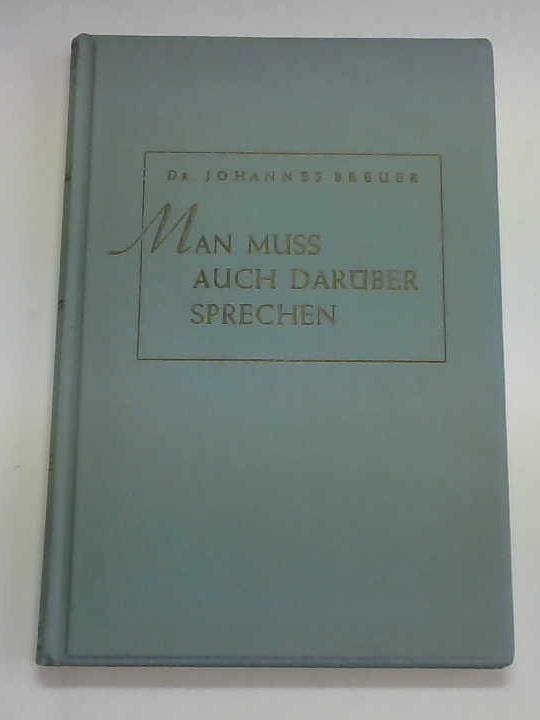 DR. JOHANNES BREUER
MAN MUSS
AUCH DARÜBER
SPRECHEN